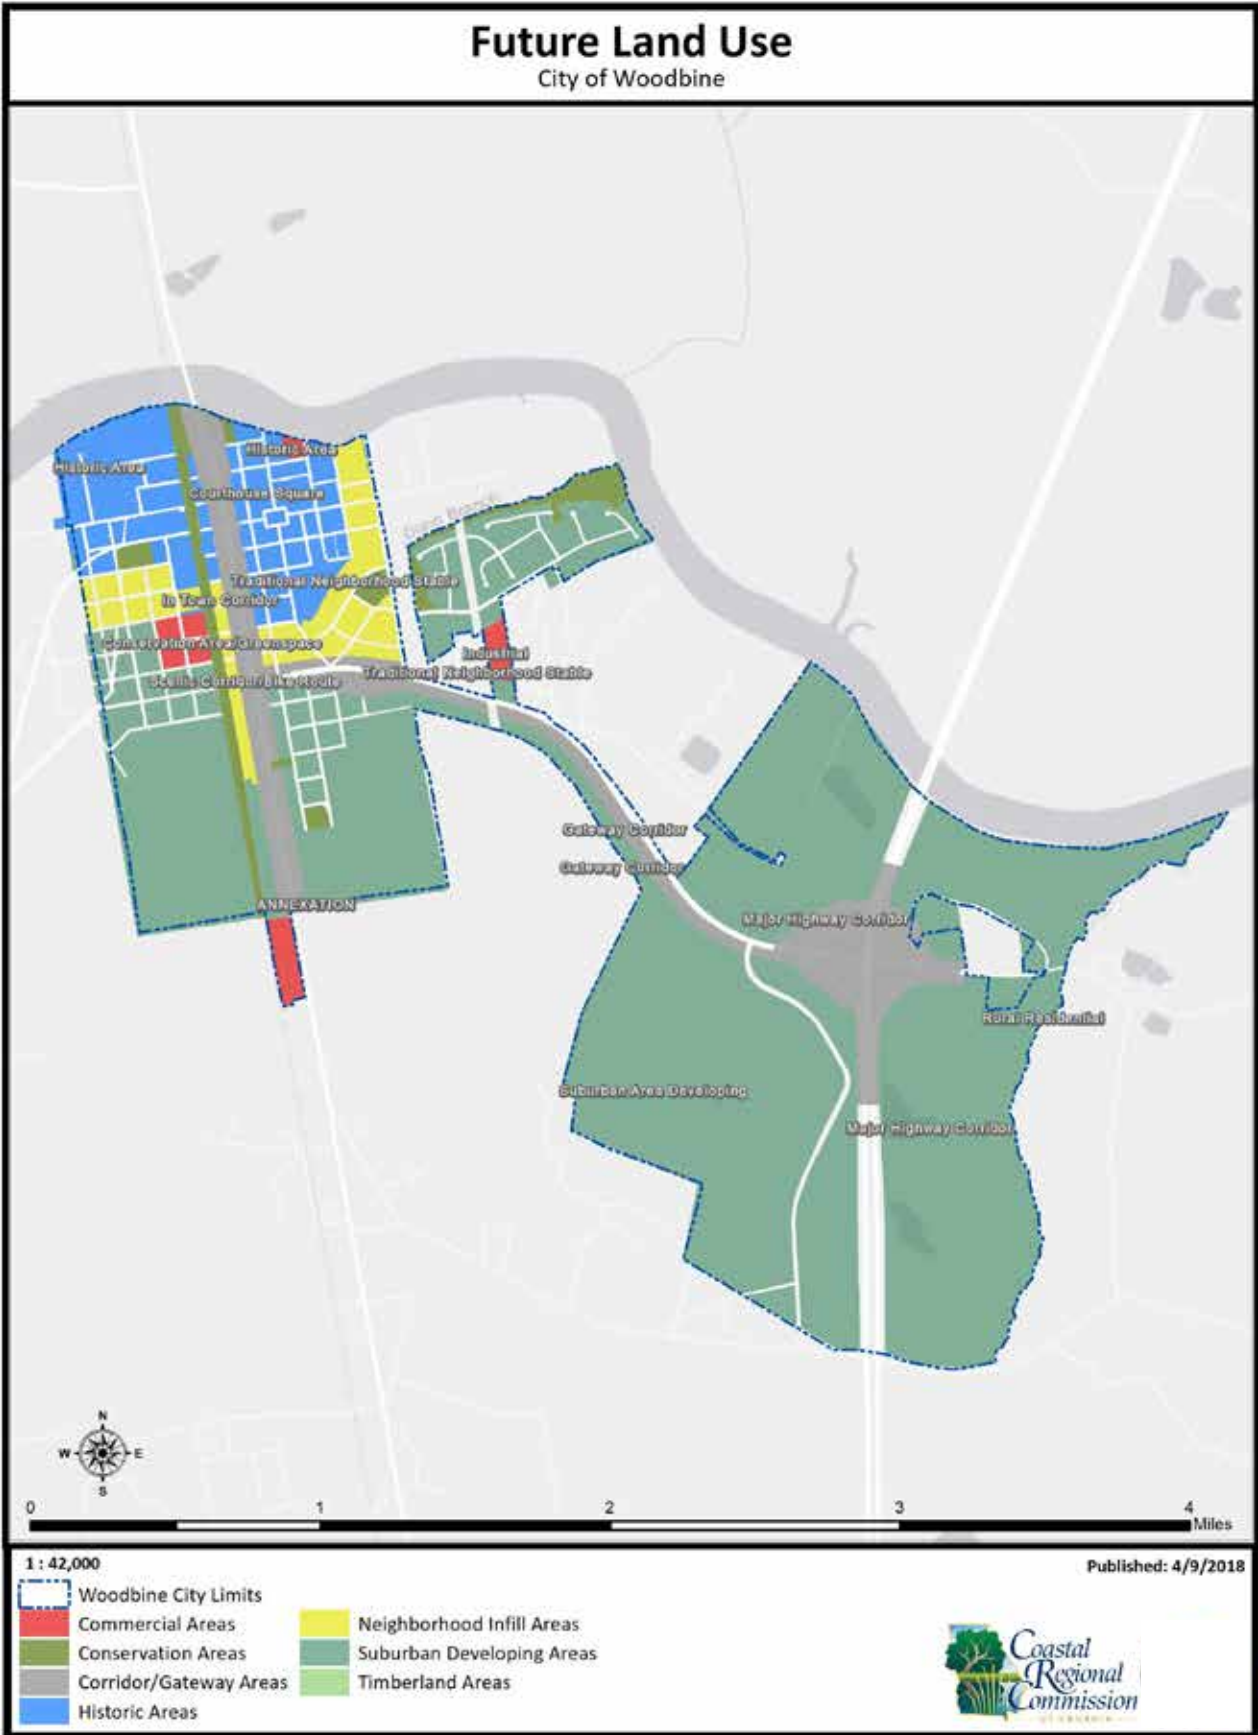 Future Land Use
City of Woodbine
Historic Area
Historic Area
Courthouse Square
Traditional Neighborhood Stable
In Town Corridor
Conservation Area/Greenspace
Industrial
Traditional Neighborhood Stable
Scenic Corridor/Bike Route
Gateway Corridor
Gateway Corridor
ANNEXATION
Major Highway Corridor
Rural Residential
Suburban Area Developing
Major Highway Corridor
N
W E
S
0 1 2 3 4
Miles
1 : 42,000
Published: 4/9/2018
Woodbine City Limits
Commercial Areas
Conservation Areas
Corridor/Gateway Areas
Historic Areas
Neighborhood Infill Areas
Suburban Developing Areas
Timberland Areas
Coastal
Regional
Commission
OF GEORGIA